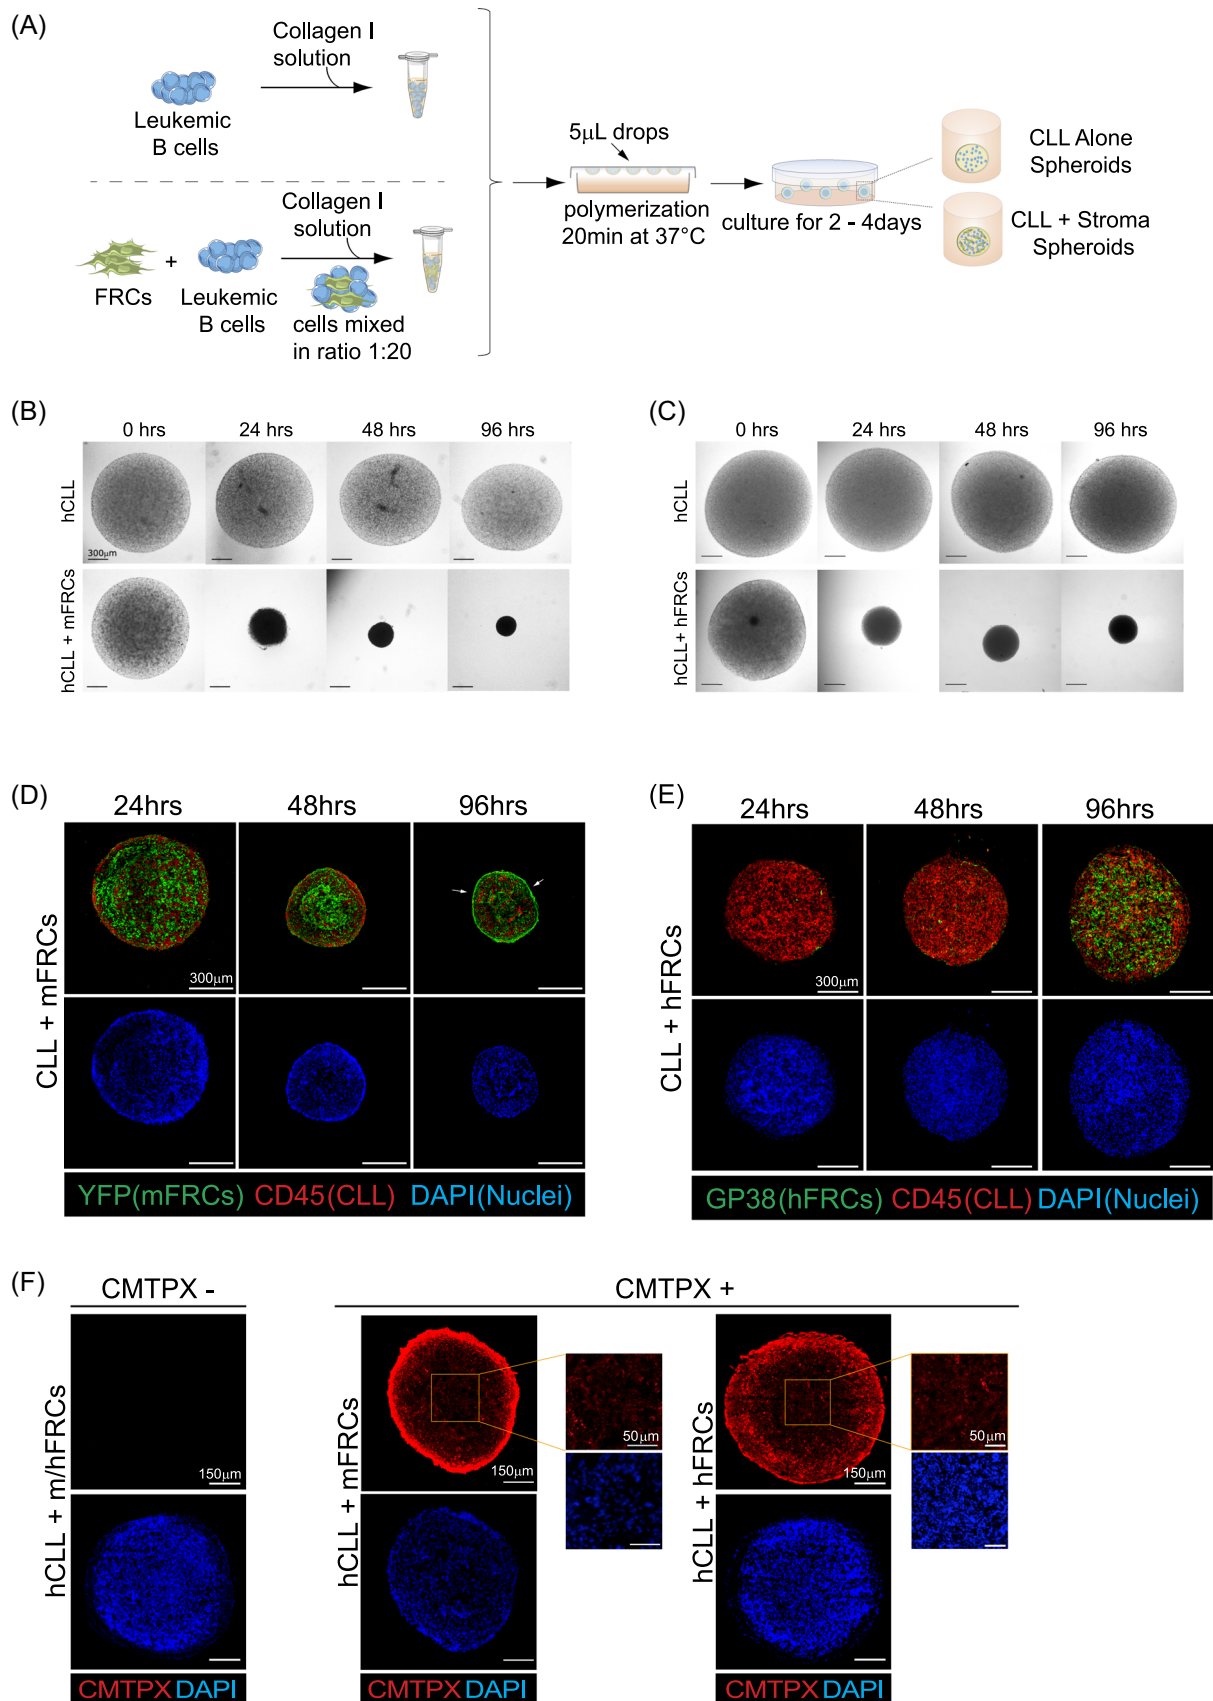 (A)
Collagen I
solution
Leukemic
B cells
Collagen I
solution
FRCs
+
Leukemic
B cells
cells mixed
in ratio 1:20
5µL drops
polymerization
20min at 37°C
culture for 2 - 4days
CLL Alone
Spheroids
CLL + Stroma
Spheroids
(B)
0 hrs 24 hrs 48 hrs 96 hrs
hCLL
300µm
hCLL + mFRCs
(C)
0 hrs 24 hrs 48 hrs 96 hrs
hCLL
hCLL+ hFRCs
(D)
24hrs 48hrs 96hrs
CLL + mFRCs
300µm
YFP(mFRCs) CD45(CLL) DAPI(Nuclei)
(E)
24hrs 48hrs 96hrs
CLL + hFRCs
300µm
GP38(hFRCs) CD45(CLL) DAPI(Nuclei)
(F)
CMTPX -
CMTPX +
hCLL + m/hFRCs
150µm
CMTPX DAPI
hCLL + mFRCs
150µm
50µm
CMTPX DAPI
hCLL + hFRCs
150µm
50µm
CMTPX DAPI